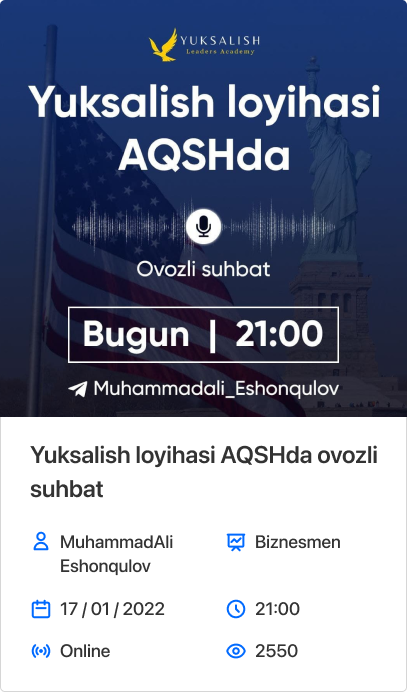 YUKSALISH
Leaders Academy
Yuksalish loyihasi
AQSHda
Ovozli suhbat
Bugun | 21:00
Muhammadali_Eshonqulov
Yuksalish loyihasi AQSHda ovozli
suhbat
MuhammadAli
Eshonqulov
Biznesmen
17 / 01 / 2022
21:00
Online
2550